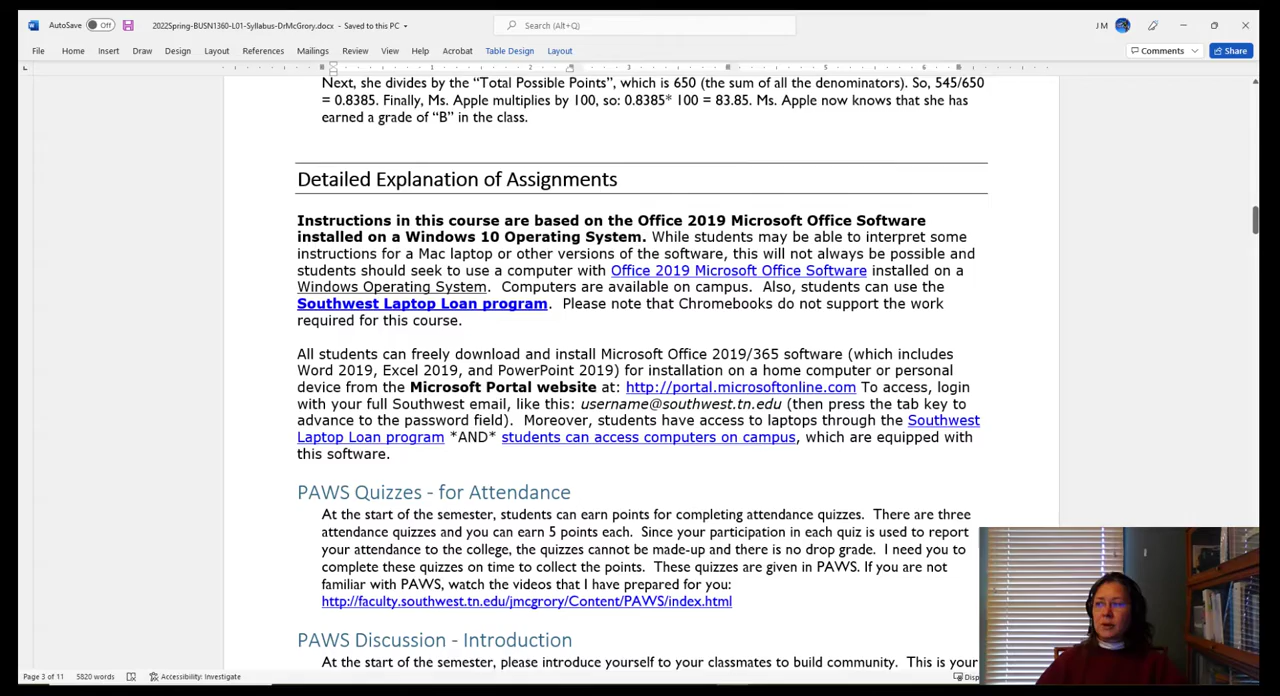 AutoSave Off 2022Spring-BUSN1360-L01-Syllabus-DrMcGrory.docx - Saved to this PC Search (Alt+Q) J M
File Home Insert Draw Design Layout References Mailings Review View Help Acrobat Table Design Layout Comments Share
1 2 3 5 6
Next, she divides by the “Total Possible Points”, which is 650 (the sum of all the denominators). So, 545/650
= 0.8385. Finally, Ms. Apple multiplies by 100, so: 0.8385* 100 = 83.85. Ms. Apple now knows that she has
earned a grade of “B” in the class.
Detailed Explanation of Assignments
Instructions in this course are based on the Office 2019 Microsoft Office Software
installed on a Windows 10 Operating System. While students may be able to interpret some
instructions for a Mac laptop or other versions of the software, this will not always be possible and
students should seek to use a computer with Office 2019 Microsoft Office Software installed on a
Windows Operating System. Computers are available on campus. Also, students can use the
Southwest Laptop Loan program. Please note that Chromebooks do not support the work
required for this course.
All students can freely download and install Microsoft Office 2019/365 software (which includes
Word 2019, Excel 2019, and PowerPoint 2019) for installation on a home computer or personal
device from the Microsoft Portal website at: http://portal.microsoftonline.com To access, login
with your full Southwest email, like this: username@southwest.tn.edu (then press the tab key to
advance to the password field). Moreover, students have access to laptops through the Southwest
Laptop Loan program *AND* students can access computers on campus, which are equipped with
this software.
PAWS Quizzes - for Attendance
At the start of the semester, students can earn points for completing attendance quizzes. There are three
attendance quizzes and you can earn 5 points each. Since your participation in each quiz is used to report
your attendance to the college, the quizzes cannot be made-up and there is no drop grade. I need you to
complete these quizzes on time to collect the points. These quizzes are given in PAWS. If you are not
familiar with PAWS, watch the videos that I have prepared for you:
http://faculty.southwest.tn.edu/jmcgrory/Content/PAWS/index.html
PAWS Discussion - Introduction
At the start of the semester, please introduce yourself to your classmates to build community. This is your
Page 3 of 11 5820 words Accessibility: Investigate Disp